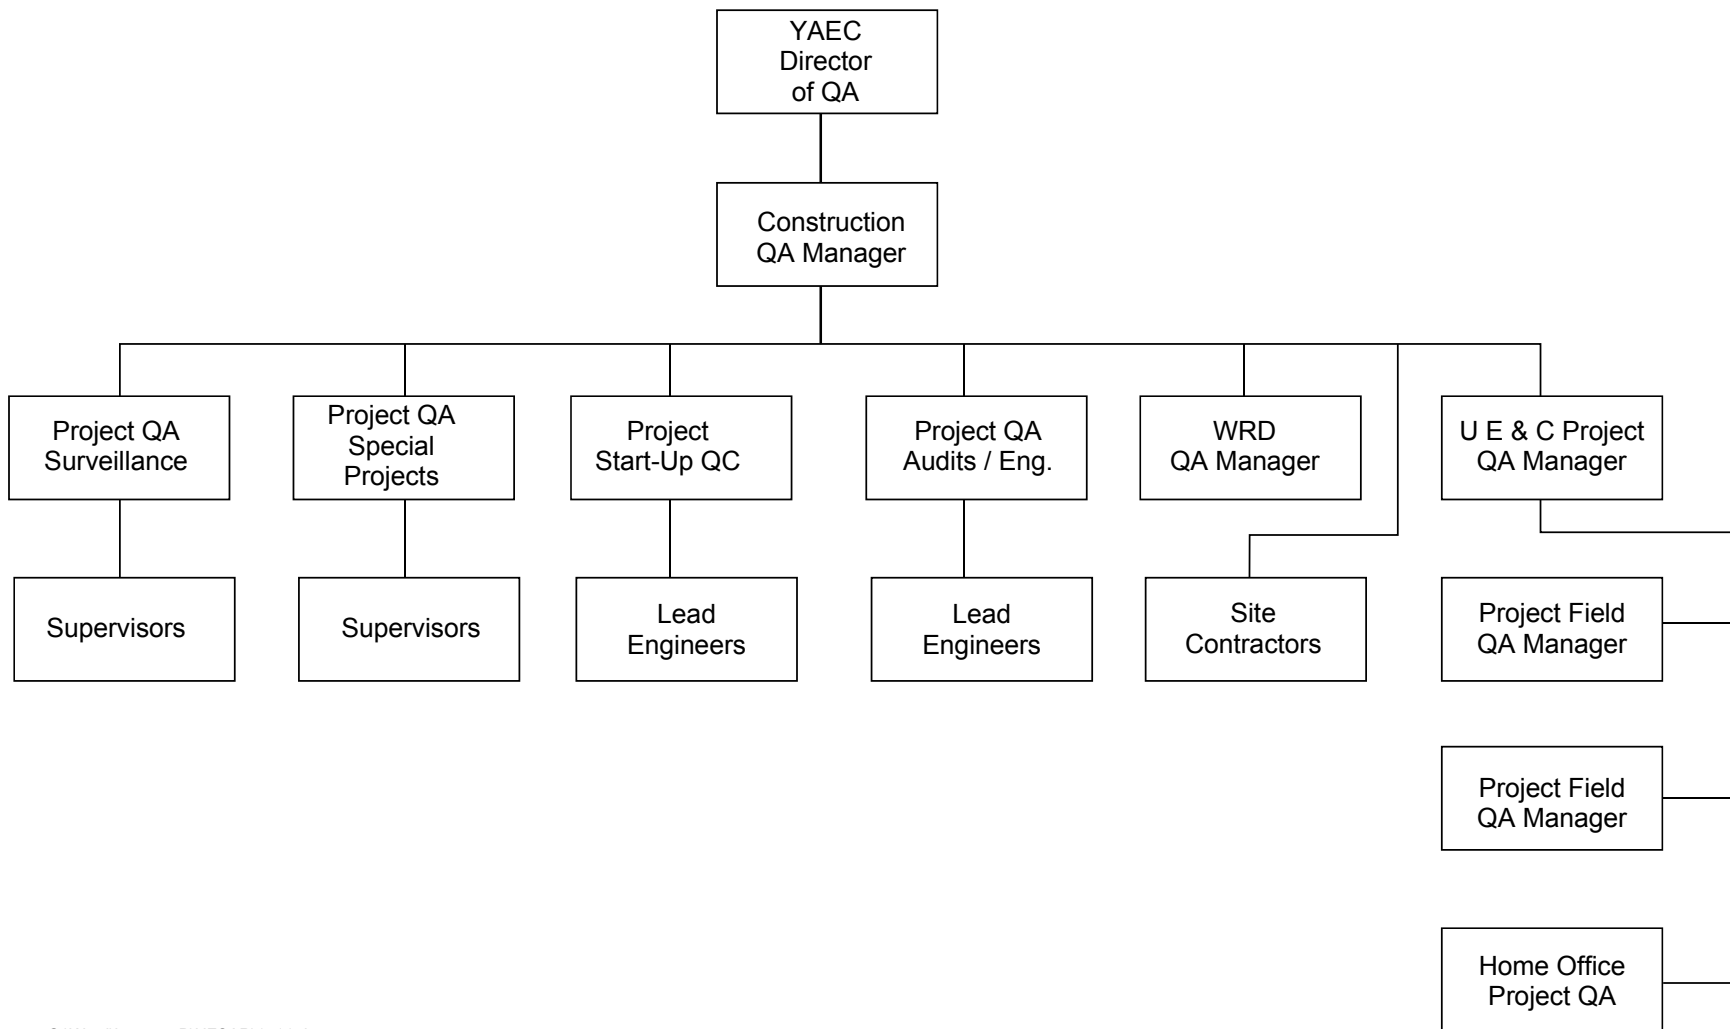 YAEC
Director
of QA
Construction
QA Manager
Project QA
Surveillance
Project QA
Special
Projects
Project
Start-Up QC
Project QA
Audits / Eng.
WRD
QA Manager
U E & C Project
QA Manager
Supervisors
Supervisors
Lead
Engineers
Lead
Engineers
Site
Contractors
Project Field
QA Manager
Project Field
QA Manager
Home Office
Project QA